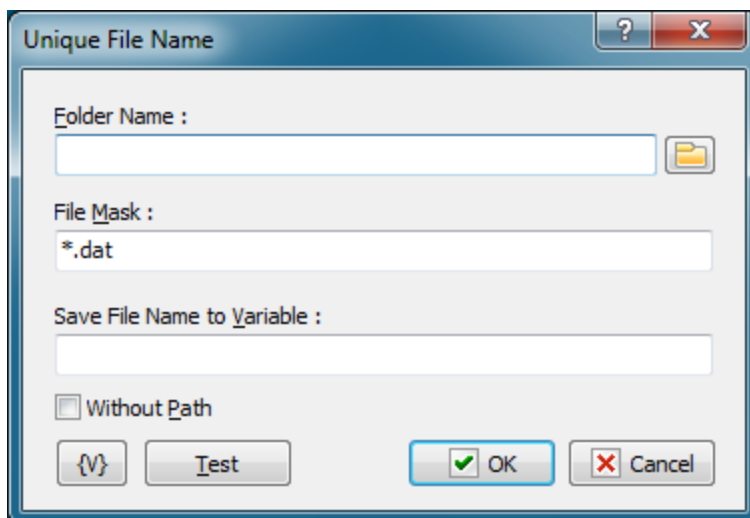 Unique File Name
?
Folder Name :
File Mask :
*.dat
Save File Name to Variable :
Without Path
{V} Test OK Cancel